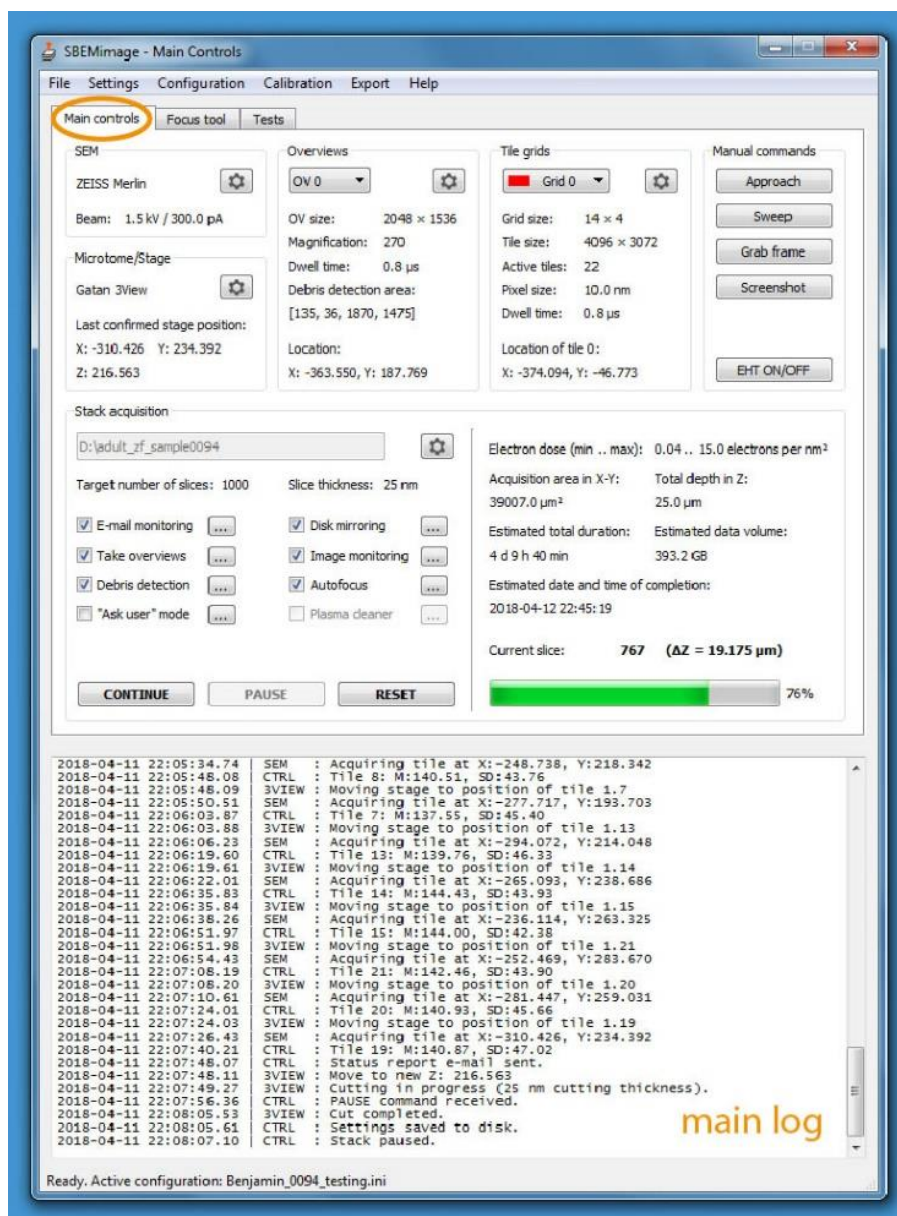 SBEMimage - Main Controls
File Settings Configuration Calibration Export Help
Main controls Focus tool Tests
SEM
ZEISS Merlin
Beam: 1.5 kV / 300.0 pA
Microtome/Stage
Gatan 3View
Last confirmed stage position:
X: -310.426 Y: 234.392
Z: 216.563
Overviews
OV 0
OV size: 2048 × 1536
Magnification: 270
Dwell time: 0.8 µs
Debris detection area:
[135, 36, 1870, 1475]
Location:
X: -363.550, Y: 187.769
Tile grids
Grid 0
Grid size: 14 × 4
Tile size: 4096 × 3072
Active tiles: 22
Pixel size: 10.0 nm
Dwell time: 0.8 µs
Location of tile 0:
X: -374.094, Y: -46.773
Manual commands
Approach
Sweep
Grab frame
Screenshot
EHT ON/OFF
Stack acquisition
D:\adult_zf_sample0094
Target number of slices: 1000 Slice thickness: 25 nm
E-mail monitoring ... Disk mirroring ...
Take overviews ... Image monitoring ...
Debris detection ... Autofocus ...
"Ask user" mode ... Plasma cleaner ...
CONTINUE PAUSE RESET
Electron dose (min .. max): 0.04 .. 15.0 electrons per nm²
Acquisition area in X-Y: Total depth in Z:
39007.0 µm² 25.0 µm
Estimated total duration: Estimated data volume:
4 d 9 h 40 min 393.2 GB
Estimated date and time of completion:
2018-04-12 22:45:19
Current slice: 767 (ΔZ = 19.175 µm)
76%
2018-04-11 22:05:34.74 | SEM : Acquiring tile at X:-248.738, Y:218.342
2018-04-11 22:05:48.08 | CTRL : Tile 8: M:140.51, SD:43.76
2018-04-11 22:05:48.09 | 3VIEW : Moving stage to position of tile 1.7
2018-04-11 22:05:50.51 | SEM : Acquiring tile at X:-277.717, Y:193.703
2018-04-11 22:06:03.87 | CTRL : Tile 7: M:137.55, SD:45.40
2018-04-11 22:06:03.88 | 3VIEW : Moving stage to position of tile 1.13
2018-04-11 22:06:06.23 | SEM : Acquiring tile at X:-294.072, Y:214.048
2018-04-11 22:06:19.60 | CTRL : Tile 13: M:139.76, SD:46.33
2018-04-11 22:06:19.61 | 3VIEW : Moving stage to position of tile 1.14
2018-04-11 22:06:22.01 | SEM : Acquiring tile at X:-265.093, Y:238.686
2018-04-11 22:06:35.83 | CTRL : Tile 14: M:144.43, SD:43.93
2018-04-11 22:06:35.84 | 3VIEW : Moving stage to position of tile 1.15
2018-04-11 22:06:38.26 | SEM : Acquiring tile at X:-236.114, Y:263.325
2018-04-11 22:06:51.97 | CTRL : Tile 15: M:144.00, SD:42.38
2018-04-11 22:06:51.98 | 3VIEW : Moving stage to position of tile 1.21
2018-04-11 22:06:54.43 | SEM : Acquiring tile at X:-252.469, Y:283.670
2018-04-11 22:07:08.19 | CTRL : Tile 21: M:142.46, SD:43.90
2018-04-11 22:07:08.20 | 3VIEW : Moving stage to position of tile 1.20
2018-04-11 22:07:10.61 | SEM : Acquiring tile at X:-281.447, Y:259.031
2018-04-11 22:07:24.01 | CTRL : Tile 20: M:140.93, SD:45.66
2018-04-11 22:07:24.03 | 3VIEW : Moving stage to position of tile 1.19
2018-04-11 22:07:26.43 | SEM : Acquiring tile at X:-310.426, Y:234.392
2018-04-11 22:07:40.21 | CTRL : Tile 19: M:140.87, SD:47.02
2018-04-11 22:07:48.07 | CTRL : Status report e-mail sent.
2018-04-11 22:07:48.11 | 3VIEW : Move to new Z: 216.563
2018-04-11 22:07:49.27 | 3VIEW : Cutting in progress (25 nm cutting thickness).
2018-04-11 22:07:56.36 | CTRL : PAUSE command received.
2018-04-11 22:08:05.53 | 3VIEW : Cut completed.
2018-04-11 22:08:05.61 | CTRL : Settings saved to disk.
2018-04-11 22:08:07.10 | CTRL : Stack paused.
main log
Ready. Active configuration: Benjamin_0094_testing.ini